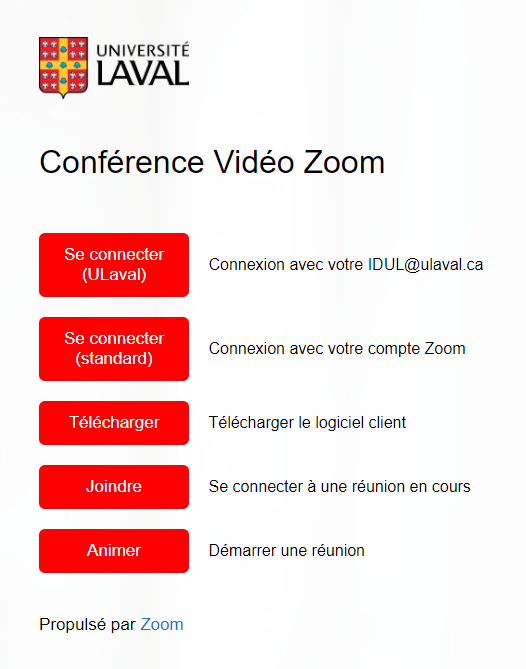 UNIVERSITÉ
LAVAL
Conférence Vidéo Zoom
Se connecter
(ULaval)
Connexion avec votre IDUL@ulaval.ca
Se connecter
(standard)
Connexion avec votre compte Zoom
Télécharger
Télécharger le logiciel client
Joindre
Se connecter à une réunion en cours
Animer
Démarrer une réunion
Propulsé par Zoom